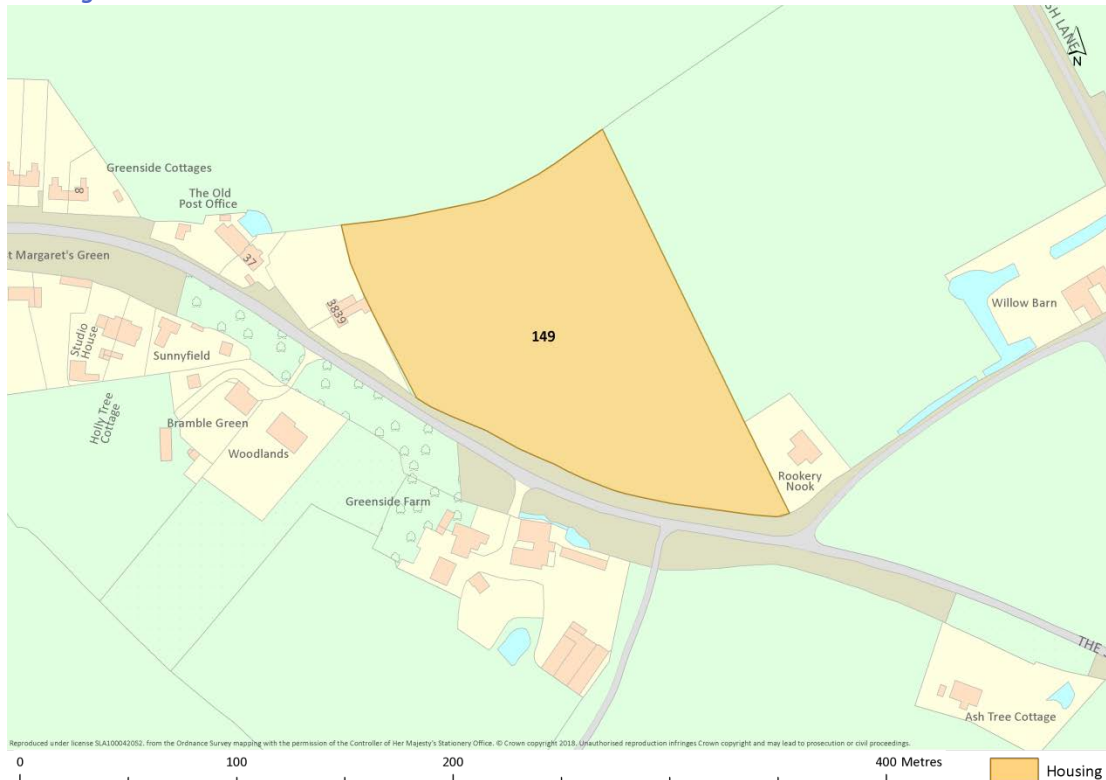 SH LANE
N
Greenside Cottages
8
The Old
Post Office
37
t Margaret's Green
3839
149
Willow Barn
Studio
House
Sunnyfield
Holly Tree
Cottage
Bramble Green
Woodlands
Rookery
Nook
Greenside Farm
THE
Ash Tree Cottage
Reproduced under license SLA100042052. from the Ordnance Survey mapping with the permission of the Controller of Her Majesty's Stationery Office. © Crown copyright 2018. Unauthorised reproduction infringes Crown copyright and may lead to prosecution or civil proceedings.
0 100 200 400 Metres
Housing